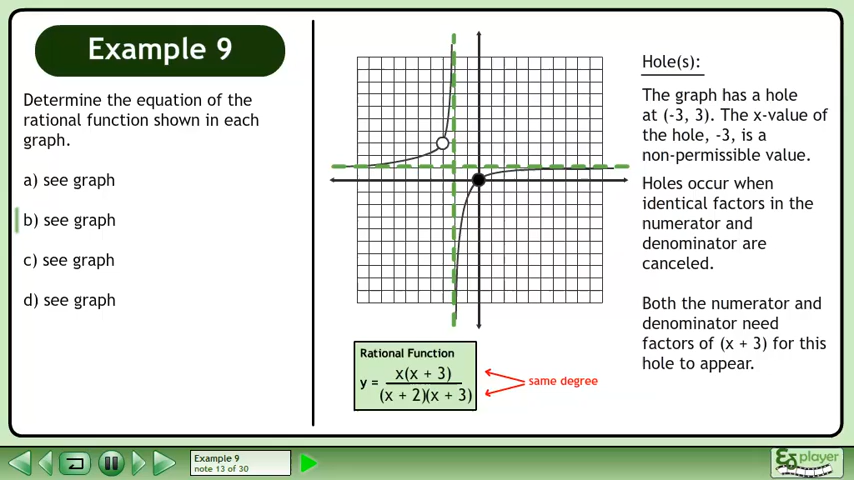 Example 9
Determine the equation of the
rational function shown in each
graph.
a) see graph
b) see graph
c) see graph
d) see graph
Rational Function
y = x(x + 3)
(x + 2)(x + 3)
same degree
Hole(s):
The graph has a hole
at (-3, 3). The x-value of
the hole, -3, is a
non-permissible value.
Holes occur when
identical factors in the
numerator and
denominator are
canceled.
Both the numerator and
denominator need
factors of (x + 3) for this
hole to appear.
Example 9
note 13 of 30
player